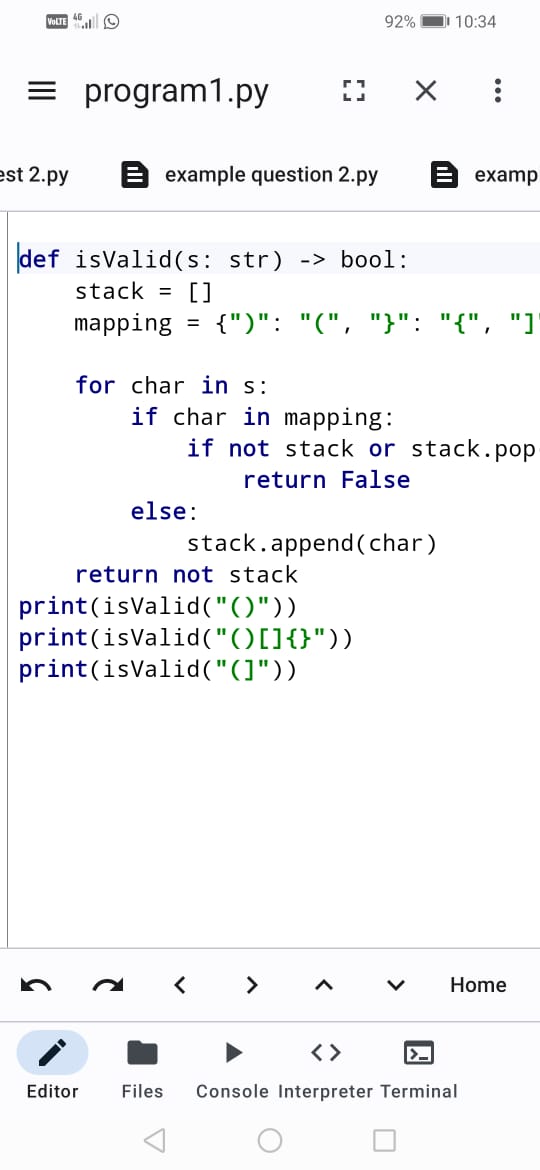 VoLTE 4G 92% 10:34
program1.py
est 2.py example question 2.py examp
def isValid(s: str) -> bool:
    stack = []
    mapping = {")": "(", "}": "{", "]"
    for char in s:
        if char in mapping:
            if not stack or stack.pop
                return False
        else:
            stack.append(char)
    return not stack
print(isValid("()"))
print(isValid("()[]{}"))
print(isValid("(]"))
Home
Editor Files Console Interpreter Terminal